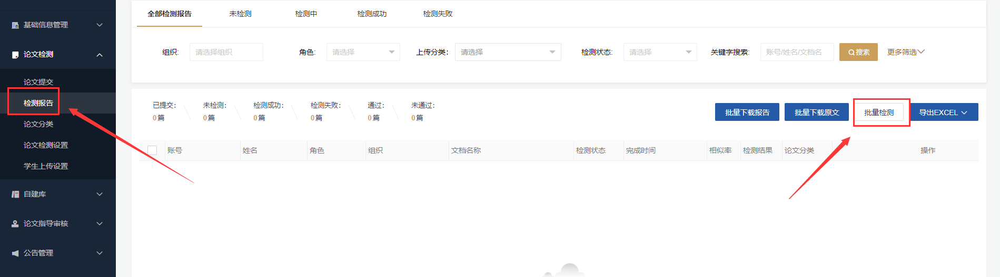 基础信息管理
论文检测
论文提交
检测报告
论文分类
论文检测设置
学生上传设置
自建库
论文指导审核
公告管理
全部检测报告 未检测 检测中 检测成功 检测失败
组织: 请选择组织 角色: 请选择 上传分类: 请选择 检测状态: 请选择 关键字搜索: 账号/姓名/文档名 搜索 更多筛选
已提交: 未检测: 检测成功: 检测失败: 通过: 未通过:
0篇 0篇 0篇 0篇 0篇 0篇
批量下载报告 批量下载原文 批量检测 导出EXCEL
账号 姓名 角色 组织 文档名称 检测状态 完成时间 相似率 检测结果 论文分类 操作